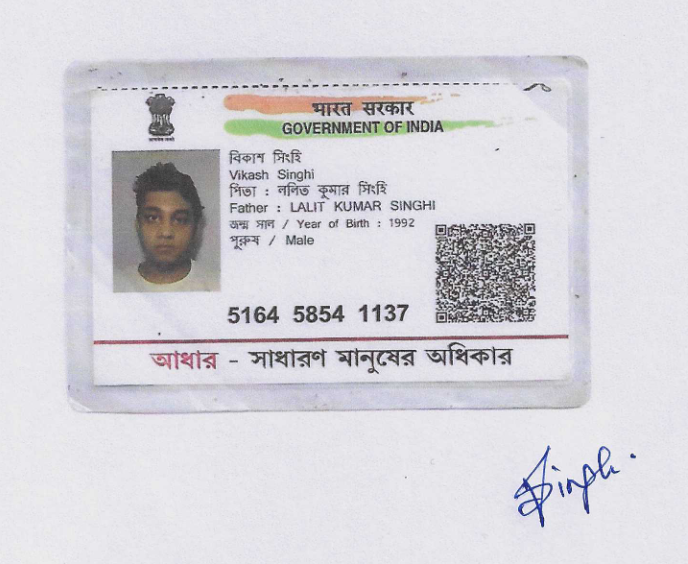 भारत सरकार
GOVERNMENT OF INDIA
বিকাশ সিংহি
Vikash Singhi
পিতা : ললিত কুমার সিংহি
Father : LALIT KUMAR SINGHI
জন্ম সাল / Year of Birth : 1992
পুরুষ / Male
5164 5854 1137
আধার - সাধারণ মানুষের অধিকার